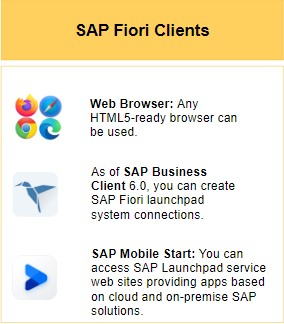 SAP Fiori Clients
Web Browser: Any
HTML5-ready browser can
be used.
As of SAP Business
Client 6.0, you can create
SAP Fiori launchpad
system connections.
SAP Mobile Start: You can
access SAP Launchpad service
web sites providing apps based
on cloud and on-premise SAP
solutions.